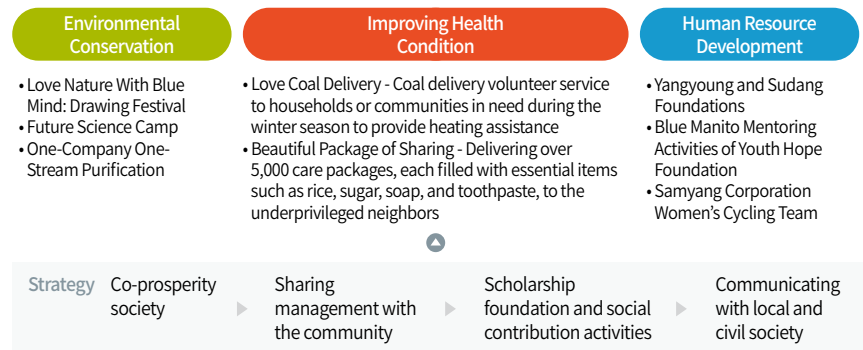 Environmental
Conservation
• Love Nature With Blue
Mind: Drawing Festival
• Future Science Camp
• One-Company One-
Stream Purification
Improving Health
Condition
• Love Coal Delivery - Coal delivery volunteer service
to households or communities in need during the
winter season to provide heating assistance
• Beautiful Package of Sharing - Delivering over
5,000 care packages, each filled with essential items
such as rice, sugar, soap, and toothpaste, to the
underprivileged neighbors
Human Resource
Development
• Yangyoung and Sudang
Foundations
• Blue Manito Mentoring
Activities of Youth Hope
Foundation
• Samyang Corporation
Women's Cycling Team
Strategy
Co-prosperity
society
Sharing
management with
the community
Scholarship
foundation and social
contribution activities
Communicating
with local and
civil society